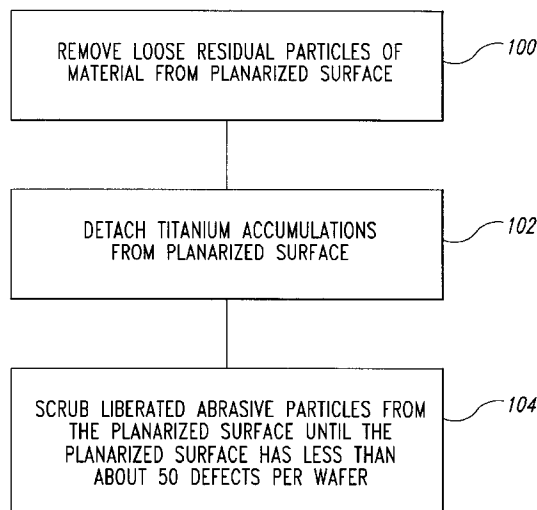 REMOVE LOOSE RESIDUAL PARTICLES OF
MATERIAL FROM PLANARIZED SURFACE
100
DETACH TITANIUM ACCUMULATIONS
FROM PLANARIZED SURFACE
102
SCRUB LIBERATED ABRASIVE PARTICLES FROM
THE PLANARIZED SURFACE UNTIL THE
PLANARIZED SURFACE HAS LESS THAN
ABOUT 50 DEFECTS PER WAFER
104